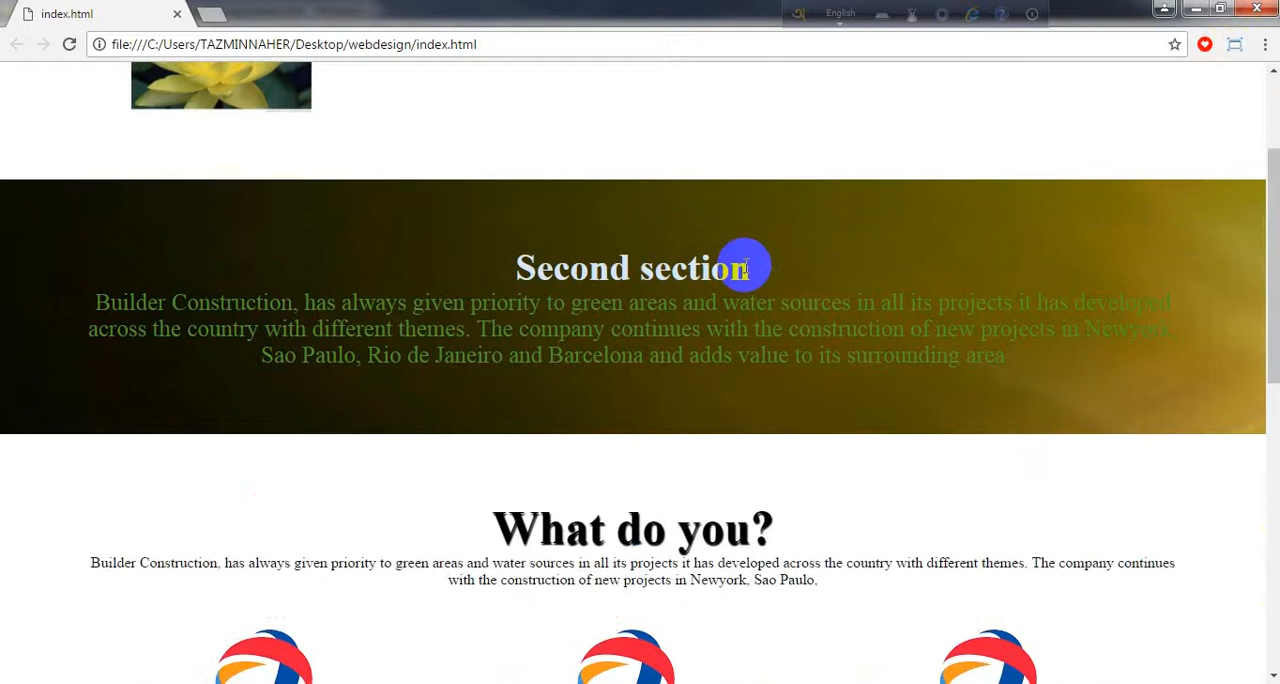 index.html
English
file:///C:/Users/TAZMINNAHER/Desktop/webdesign/index.html
Second section
Builder Construction, has always given priority to green areas and water sources in all its projects it has developed
across the country with different themes. The company continues with the construction of new projects in Newyork,
Sao Paulo, Rio de Janeiro and Barcelona and adds value to its surrounding area
What do you?
Builder Construction, has always given priority to green areas and water sources in all its projects it has developed across the country with different themes. The company continues
with the construction of new projects in Newyork, Sao Paulo,